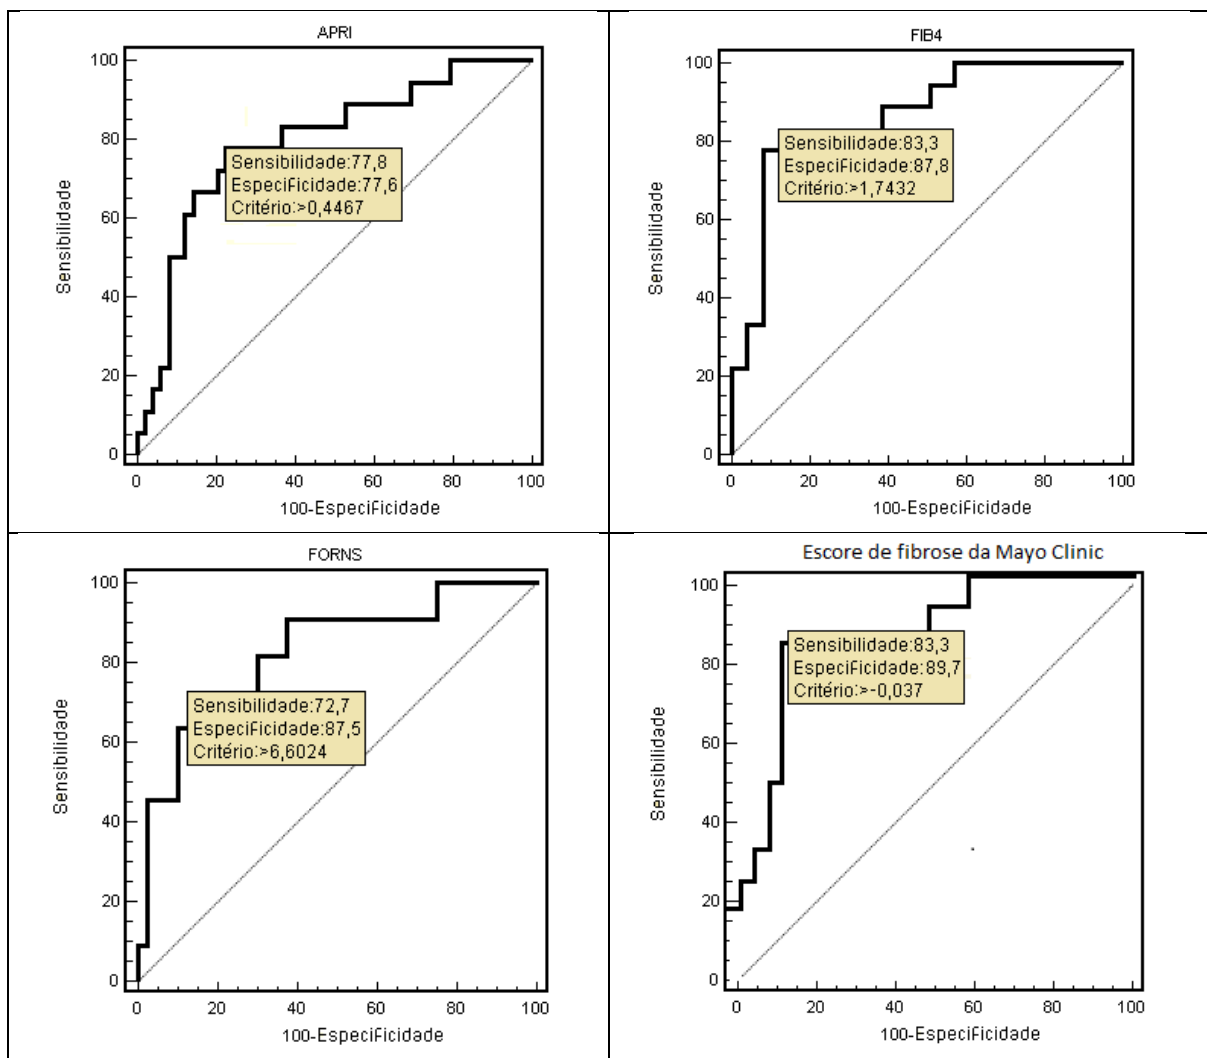 APRI
100
80
60
40
20
0
Sensibilidade
Sensibilidade:77,8
Especificidade:77,6
Critério:>0,4467
0 20 40 60 80 100
100-Especificidade
FIB4
100
80
60
40
20
0
Sensibilidade
Sensibilidade:83,3
Especificidade:87,8
Critério:>1,7432
0 20 40 60 80 100
100-Especificidade
FORNS
100
80
60
40
20
0
Sensibilidade
Sensibilidade:72,7
Especificidade:87,5
Critério:>6,6024
0 20 40 60 80 100
100-Especificidade
Escore de fibrose da Mayo Clinic
100
80
60
40
20
0
Sensibilidade
Sensibilidade:83,3
Especificidade:89,7
Critério:>-0,037
0 20 40 60 80 100
100-Especificidade